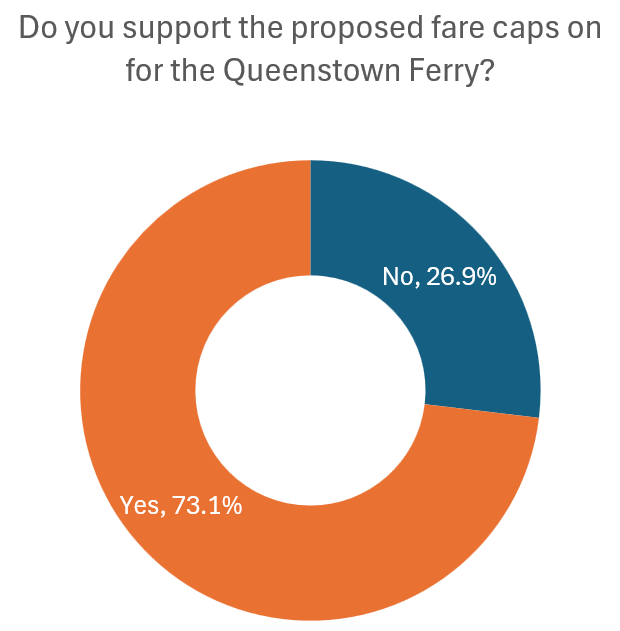 Do you support the proposed fare caps on
for the Queenstown Ferry?
No, 26.9%
Yes, 73.1%